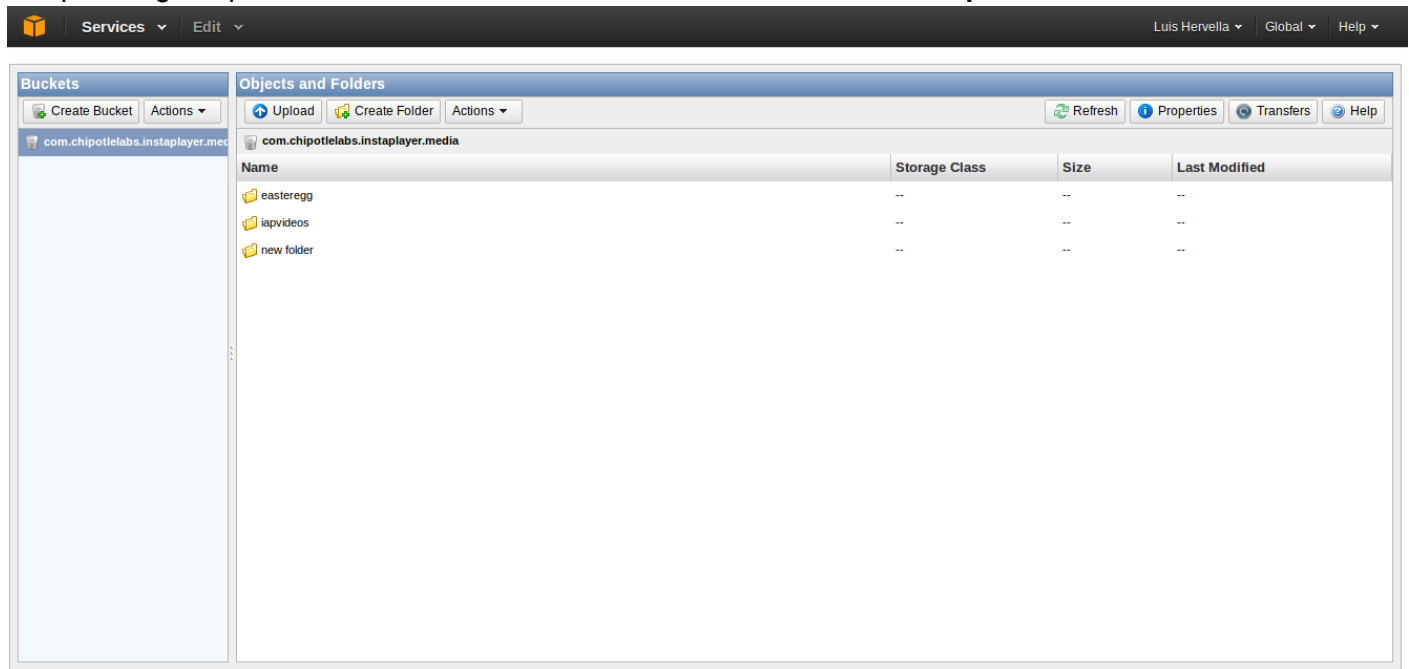 Services Edit Luis Hervella Global Help
Buckets Objects and Folders
Create Bucket Actions Upload Create Folder Actions Refresh Properties Transfers Help
com.chipotlelabs.instaplayer.med com.chipotlelabs.instaplayer.media
Name Storage Class Size Last Modified
easteregg -- -- --
iapvideos -- -- --
new folder -- -- --